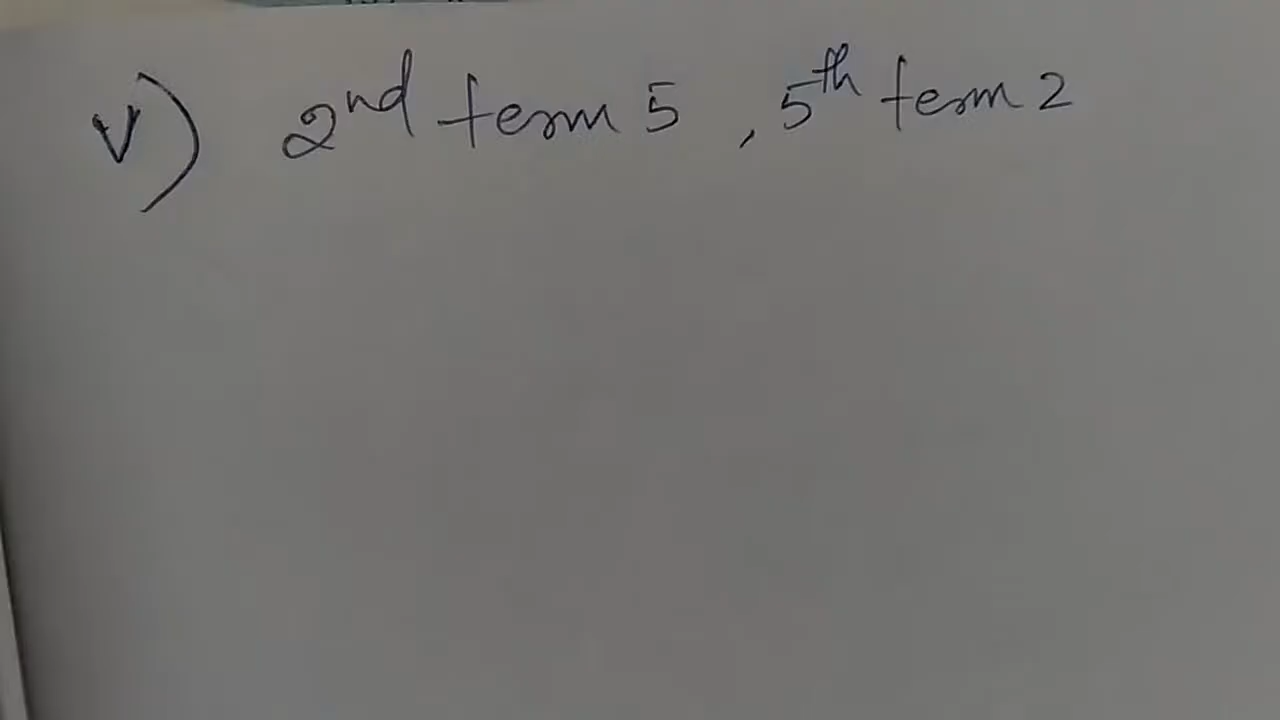 v) 2nd term 5, 5th term 2